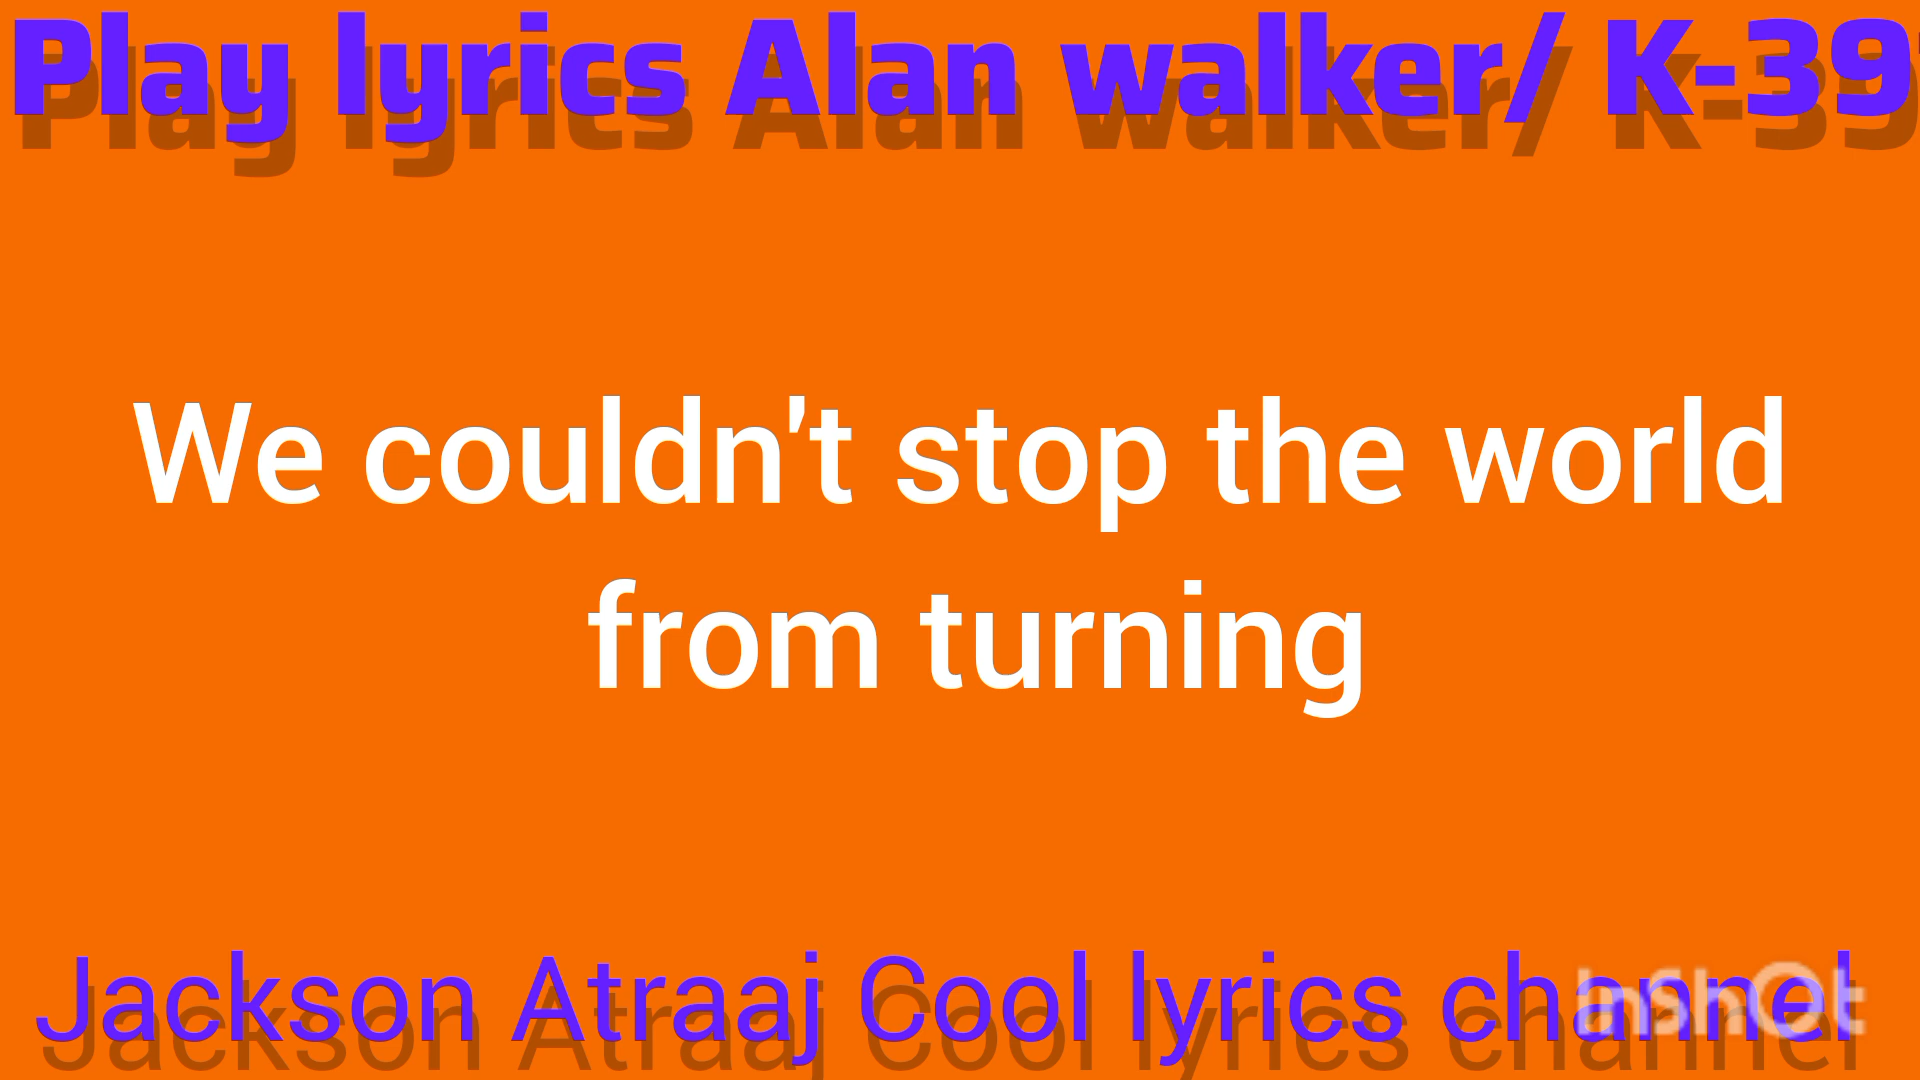 Play lyrics Alan walker/ K-39
We couldn't stop the world
from turning
Jackson Atraaj Cool lyrics channel
InShOt